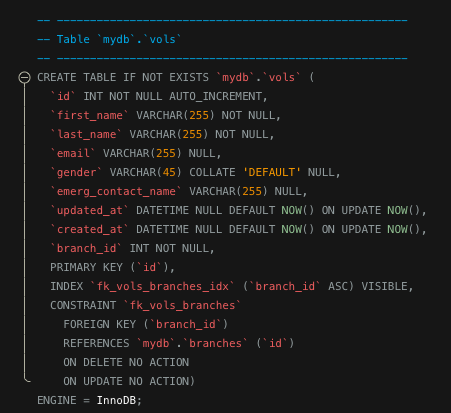 -- -----------------------------------------------------
-- Table `mydb`.`vols`
-- -----------------------------------------------------
CREATE TABLE IF NOT EXISTS `mydb`.`vols` (
  `id` INT NOT NULL AUTO_INCREMENT,
  `first_name` VARCHAR(255) NOT NULL,
  `last_name` VARCHAR(255) NOT NULL,
  `email` VARCHAR(255) NULL,
  `gender` VARCHAR(45) COLLATE 'DEFAULT' NULL,
  `emerg_contact_name` VARCHAR(255) NULL,
  `updated_at` DATETIME NULL DEFAULT NOW() ON UPDATE NOW(),
  `created_at` DATETIME NULL DEFAULT NOW() ON UPDATE NOW(),
  `branch_id` INT NOT NULL,
  PRIMARY KEY (`id`),
  INDEX `fk_vols_branches_idx` (`branch_id` ASC) VISIBLE,
  CONSTRAINT `fk_vols_branches`
    FOREIGN KEY (`branch_id`)
    REFERENCES `mydb`.`branches` (`id`)
    ON DELETE NO ACTION
    ON UPDATE NO ACTION)
ENGINE = InnoDB;